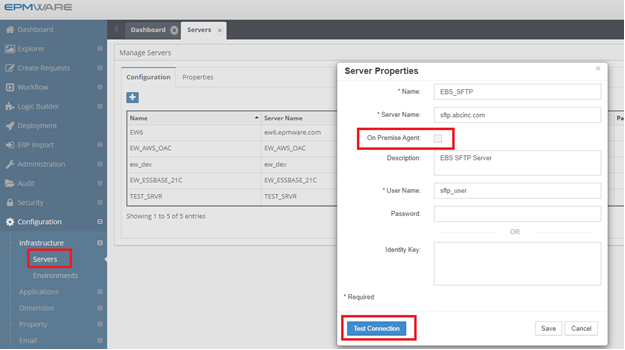 EPMWARE
Dashboard
Explorer
Create Requests
Workflow
Logic Builder
Deployment
ERP Import
Administration
Audit
Security
Configuration
Infrastructure
Servers
Environments
Applications
Dimension
Property
Email
Dashboard
Servers
Manage Servers
Configuration Properties
Name Server Name Pa
EW6 ew6.epmware.com
EW_AWS_OAC EW_AWS_OAC
ew_dev ew_dev
EW_ESSBASE_21C EW_ESSBASE_21C
TEST_SRVR TEST_SRVR
Showing 1 to 5 of 5 entries
Server Properties
* Name: EBS_SFTP
* Server Name: sftp.abcinc.com
On Premise Agent:
Description: EBS SFTP Server
* User Name: sftp_user
Password:
OR
Identity Key:
* Required
Test Connection Save Cancel